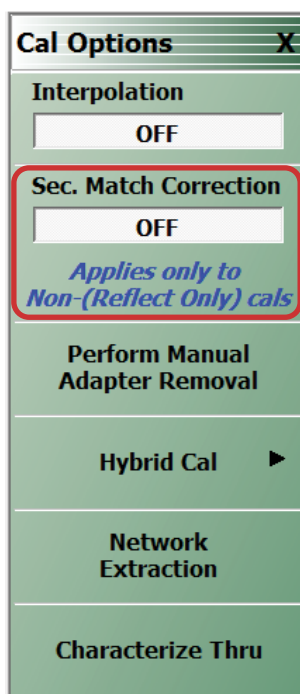 Cal Options X
Interpolation
OFF
Sec. Match Correction
OFF
Applies only to
Non-(Reflect Only) cals
Perform Manual
Adapter Removal
Hybrid Cal
Network
Extraction
Characterize Thru